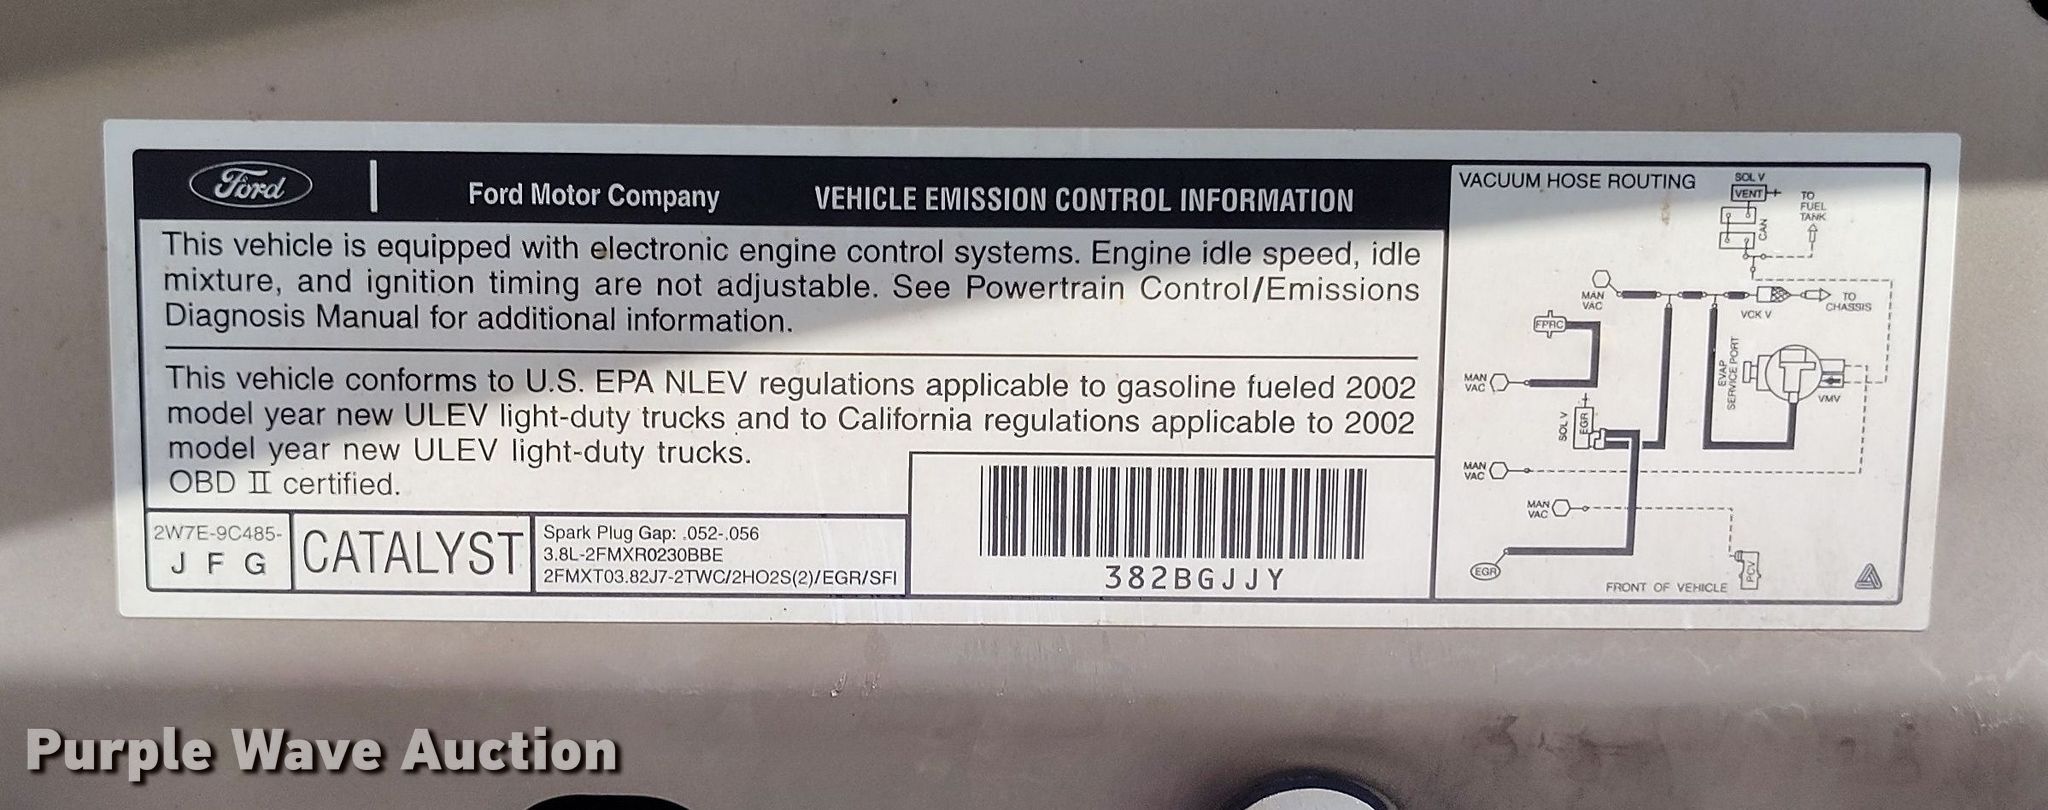 Ford
Ford Motor Company
VEHICLE EMISSION CONTROL INFORMATION
This vehicle is equipped with electronic engine control systems. Engine idle speed, idle
mixture, and ignition timing are not adjustable. See Powertrain Control/Emissions
Diagnosis Manual for additional information.
This vehicle conforms to U.S. EPA NLEV regulations applicable to gasoline fueled 2002
model year new ULEV light-duty trucks and to California regulations applicable to 2002
model year new ULEV light-duty trucks.
OBD II certified.
2W7E-9C485-
J F G
CATALYST
Spark Plug Gap: .052-.056
3.8L-2FMXR0230BBE
2FMXT03.82J7-2TWC/2HO2S(2)/EGR/SFI
382BGJJY
VACUUM HOSE ROUTING
SOL V
VENT
CAN
TO
FUEL
TANK
MAN
VAC
VCK V
TO
CHASSIS
FPRC
MAN
VAC
SOL V
EGR
EVAP
SERVICE PORT
VMV
MAN
VAC
MAN
VAC
EGR
PCV
FRONT OF VEHICLE
Purple Wave Auction